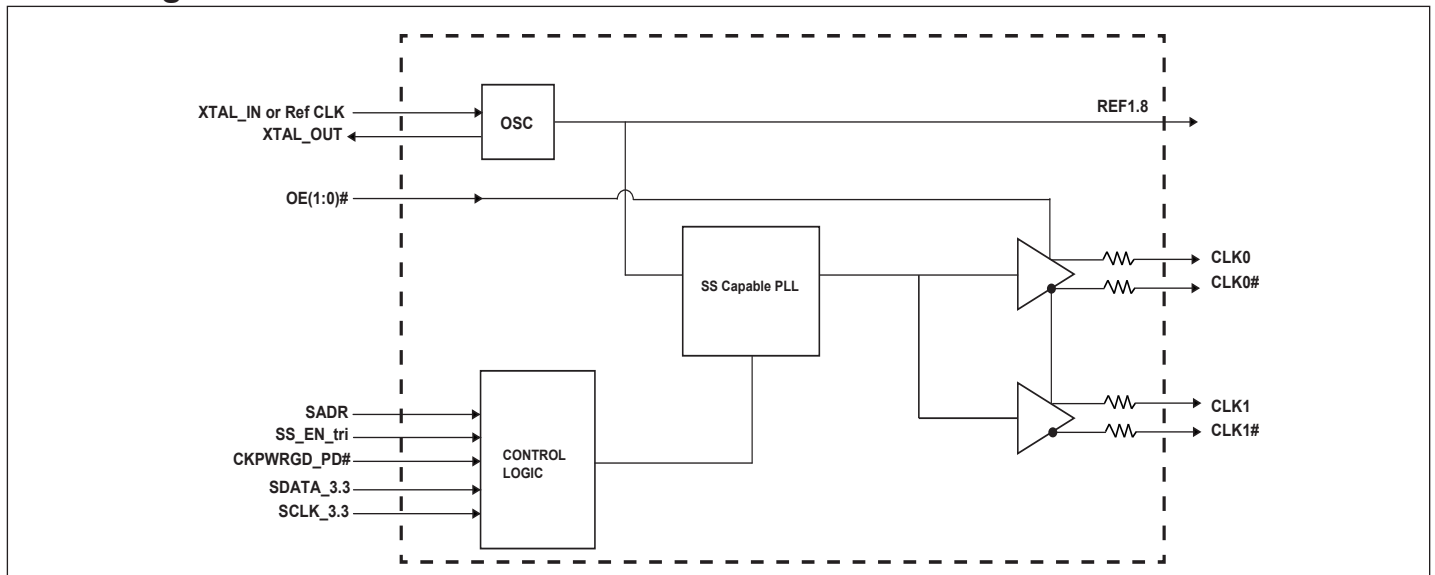 XTAL_IN or Ref CLK
XTAL_OUT
OSC
REF1.8
OE(1:0)#
SS Capable PLL
CLK0
CLK0#
CLK1
CLK1#
SADR
SS_EN_tri
CKPWRGD_PD#
SDATA_3.3
SCLK_3.3
CONTROL
LOGIC